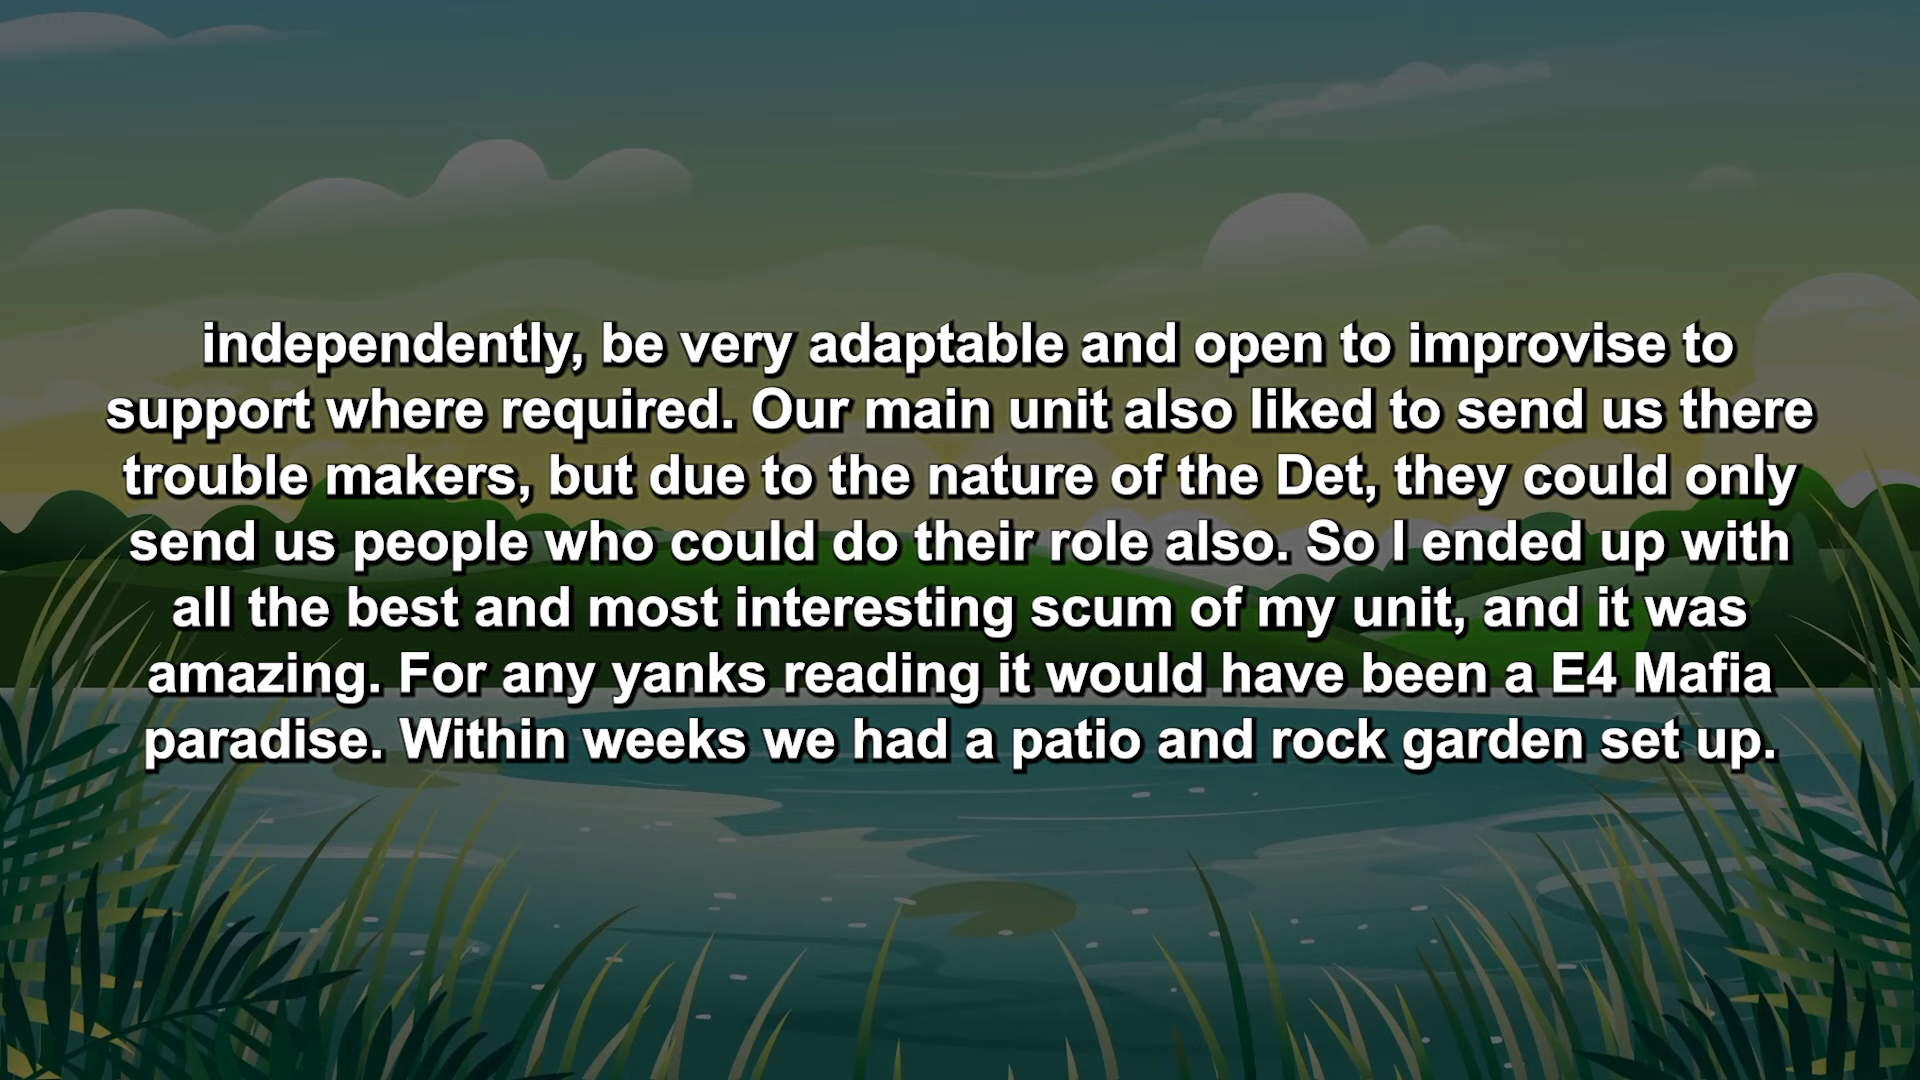 independently, be very adaptable and open to improvise to
support where required. Our main unit also liked to send us there
trouble makers, but due to the nature of the Det, they could only
send us people who could do their role also. So I ended up with
all the best and most interesting scum of my unit, and it was
amazing. For any yanks reading it would have been a E4 Mafia
paradise. Within weeks we had a patio and rock garden set up.